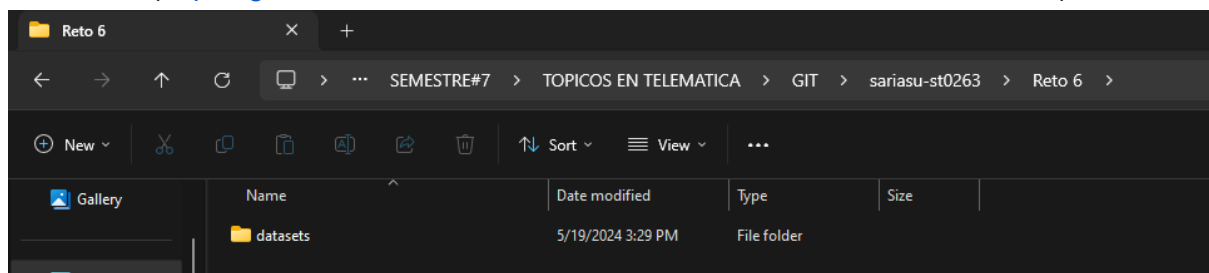 Reto 6
SEMESTRE#7 > TOPICOS EN TELEMATICA > GIT > sariasu-st0263 > Reto 6 >
New Sort View
Gallery Name Date modified Type Size
datasets 5/19/2024 3:29 PM File folder